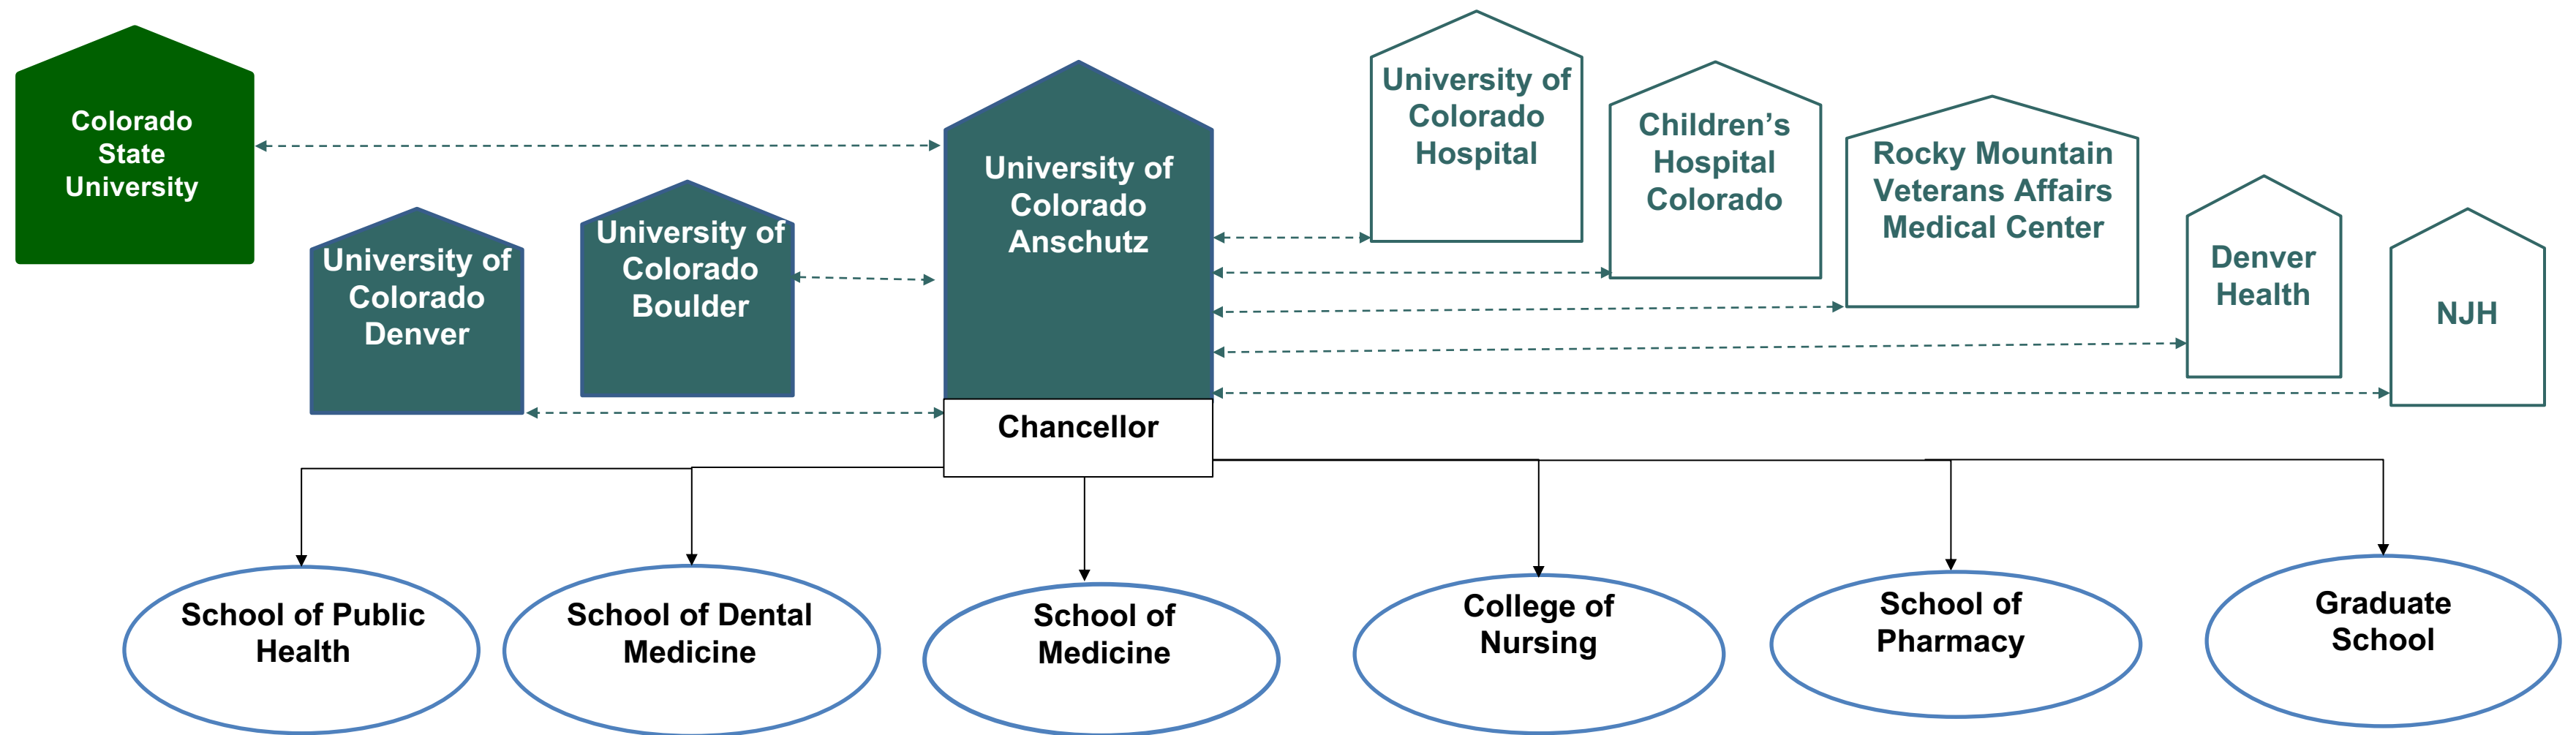 Colorado
State
University
University of
Colorado
Denver
University of
Colorado
Boulder
University of
Colorado
Anschutz
University of
Colorado
Hospital
Children’s
Hospital
Colorado
Rocky Mountain
Veterans Affairs
Medical Center
Denver
Health
NJH
Chancellor
School of Public
Health
School of Dental
Medicine
School of
Medicine
College of
Nursing
School of
Pharmacy
Graduate
School